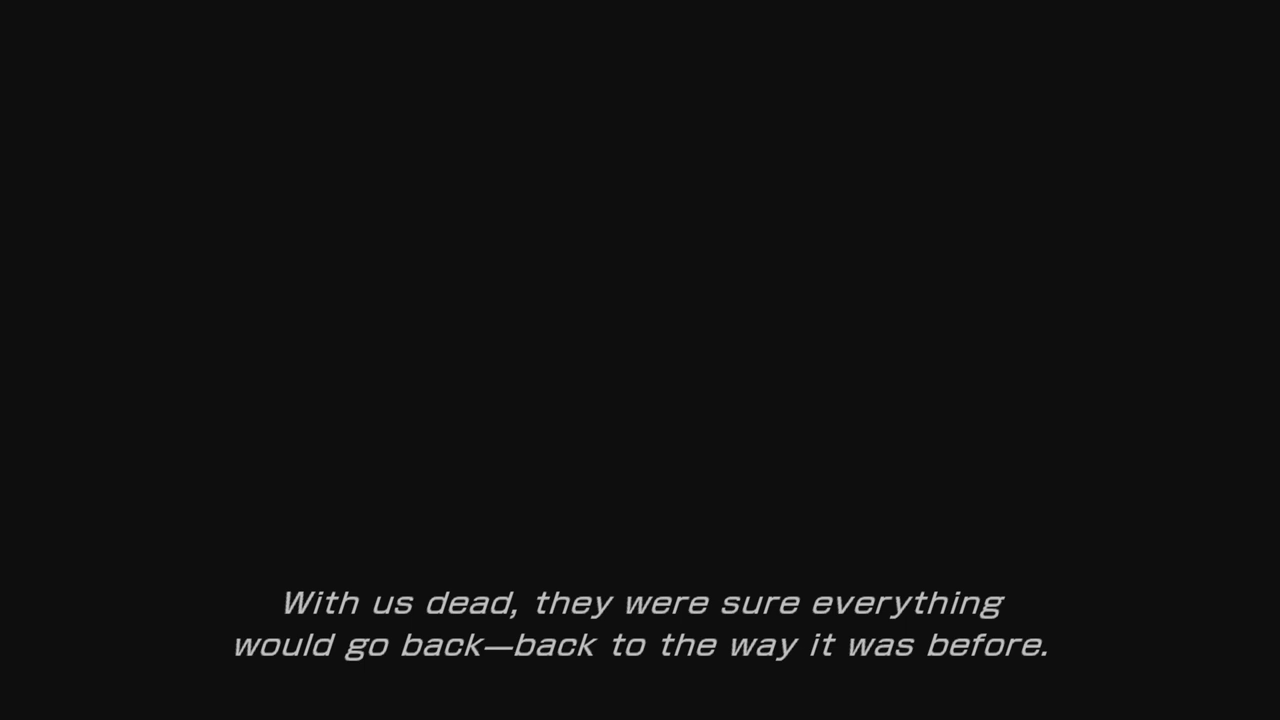 With us dead, they were sure everything
would go back—back to the way it was before.